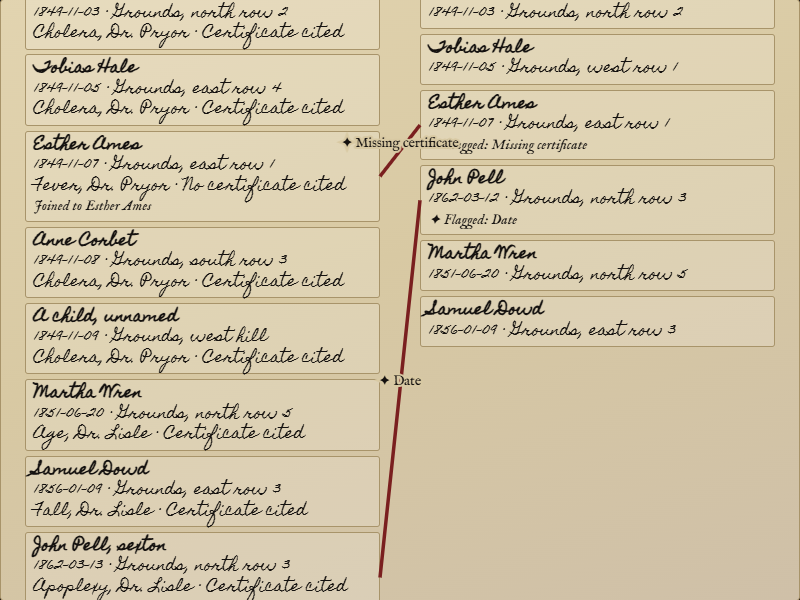 1849-11-03 · Grounds, north row 2
Cholera, Dr. Pryor · Certificate cited
Tobias Hale
1849-11-05 · Grounds, east row 4
Cholera, Dr. Pryor · Certificate cited
Esther Ames
1849-11-07 · Grounds, east row 1
Fever, Dr. Pryor · No certificate cited
Joined to Esther Ames
Anne Corbet
1849-11-08 · Grounds, south row 3
Cholera, Dr. Pryor · Certificate cited
A child, unnamed
1849-11-09 · Grounds, west hill
Cholera, Dr. Pryor · Certificate cited
Martha Wren
1851-06-20 · Grounds, north row 5
Age, Dr. Lisle · Certificate cited
Samuel Dowd
1856-01-09 · Grounds, east row 3
Fall, Dr. Lisle · Certificate cited
John Pell, sexton
1862-03-13 · Grounds, north row 3
Apoplexy, Dr. Lisle · Certificate cited
✦ Missing certificate
✦ Date
1849-11-03 · Grounds, north row 2
Tobias Hale
1849-11-05 · Grounds, west row 1
Esther Ames
1849-11-07 · Grounds, east row 1
Missing certificate
John Pell
1862-03-12 · Grounds, north row 3
✦ Flagged: Date
Martha Wren
1851-06-20 · Grounds, north row 5
Samuel Dowd
1856-01-09 · Grounds, east row 3